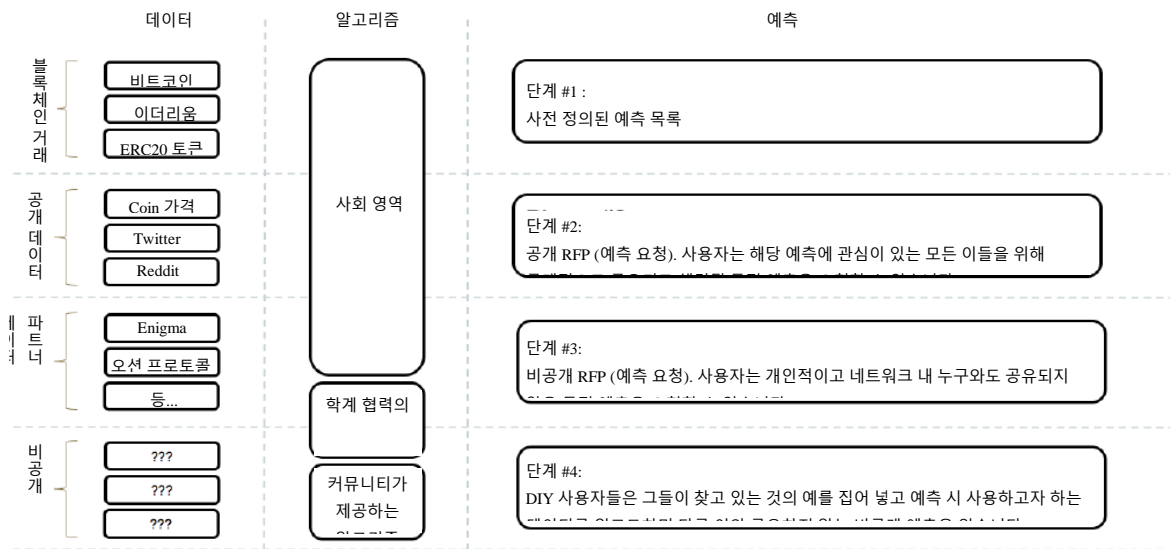 데이터
알고리즘
예측
블록체인 거래
비트코인
이더리움
ERC20 토큰
사회 영역
단계 #1 :
사전 정의된 예측 목록
공개 데이터
Coin 가격
Twitter
Reddit
단계 #2:
공개 RFP (예측 요청). 사용자는 해당 예측에 관심이 있는 모든 이들을 위해
파트너
Enigma
오션 프로토콜
등...
학계 협력의
단계 #3:
비공개 RFP (예측 요청). 사용자는 개인적이고 네트워크 내 누구와도 공유되지
비공개
???
???
???
커뮤니티가
제공하는
단계 #4:
DIY 사용자들은 그들이 찾고 있는 것의 예를 집어 넣고 예측 시 사용하고자 하는